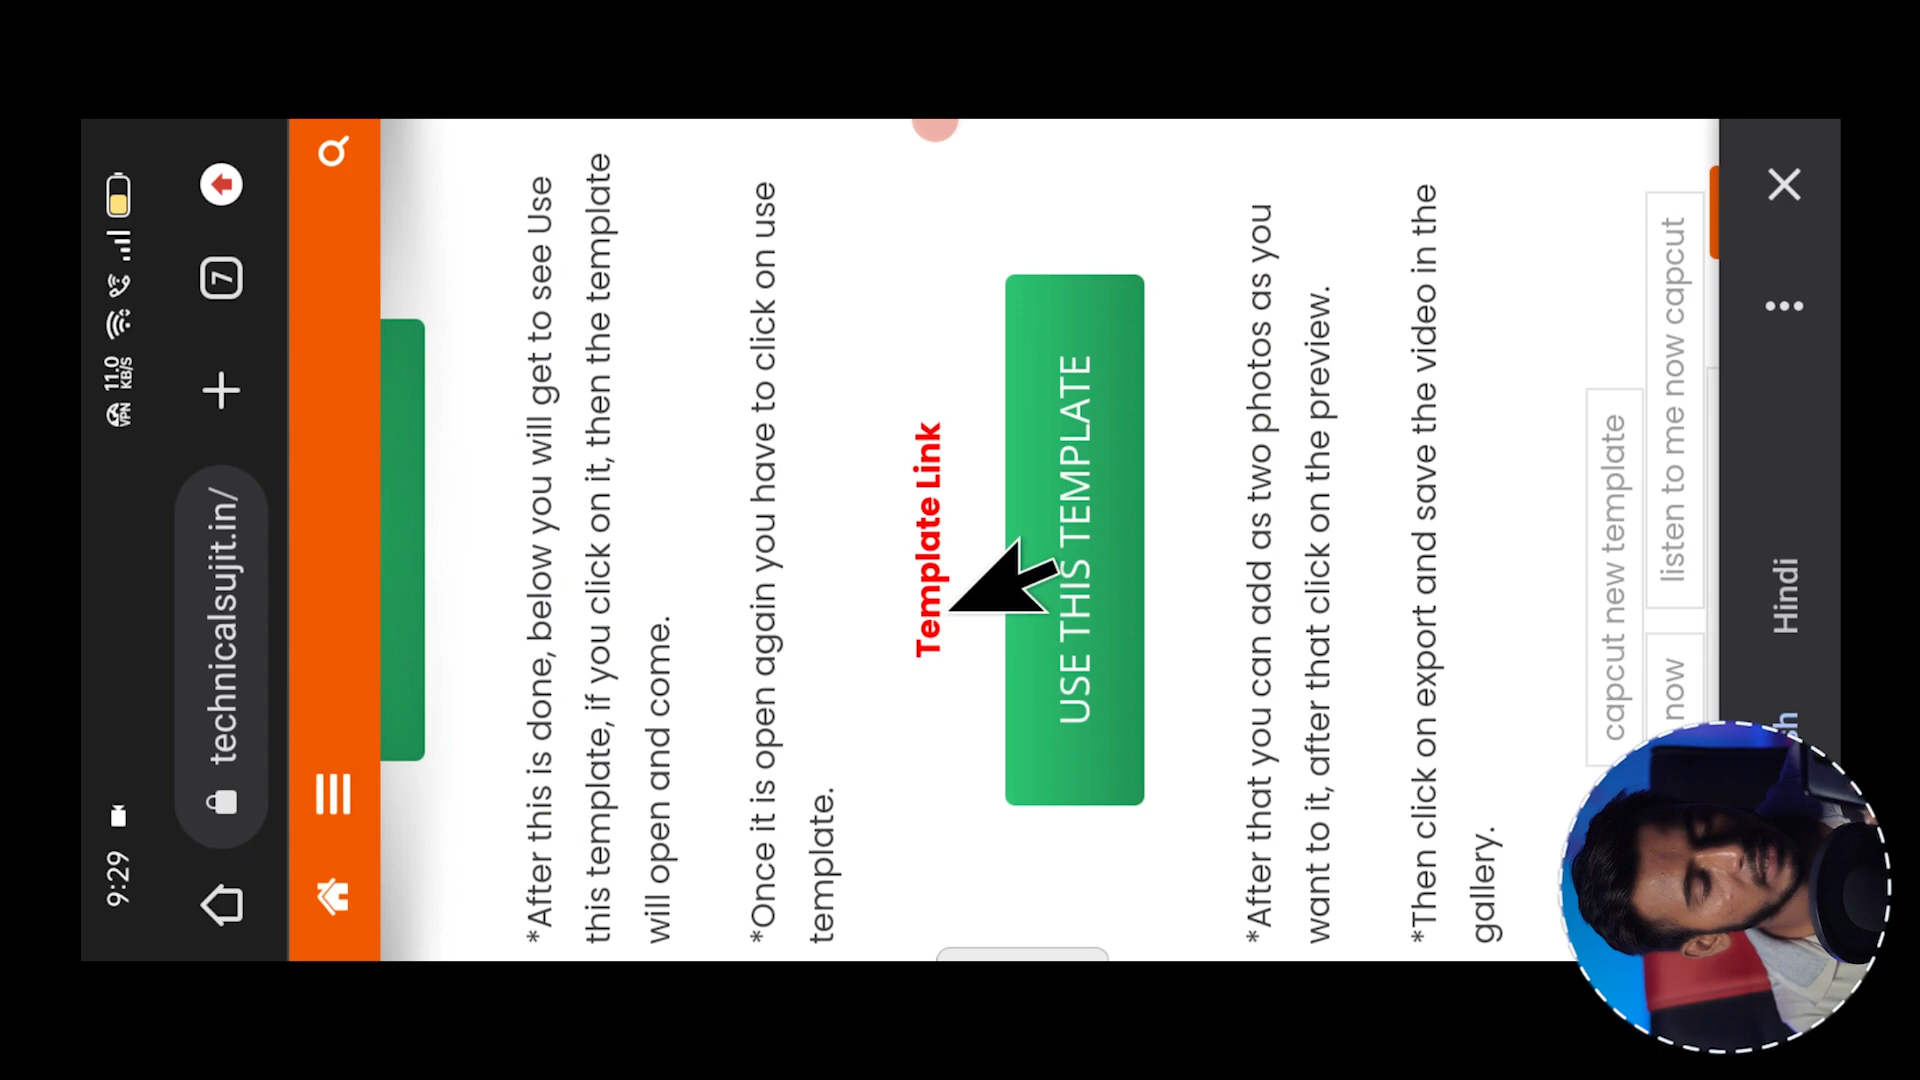 9:29
VPN 11.0 KB/S
technicalsujit.in/
7
*After this is done, below you will get to see Use
this template, if you click on it, then the template
will open and come.
*Once it is open again you have to click on use
template.
Template Link
USE THIS TEMPLATE
*After that you can add as two photos as you
want to it, after that click on the preview.
*Then click on export and save the video in the
gallery.
capcut new template
now
listen to me now capcut
Hindi